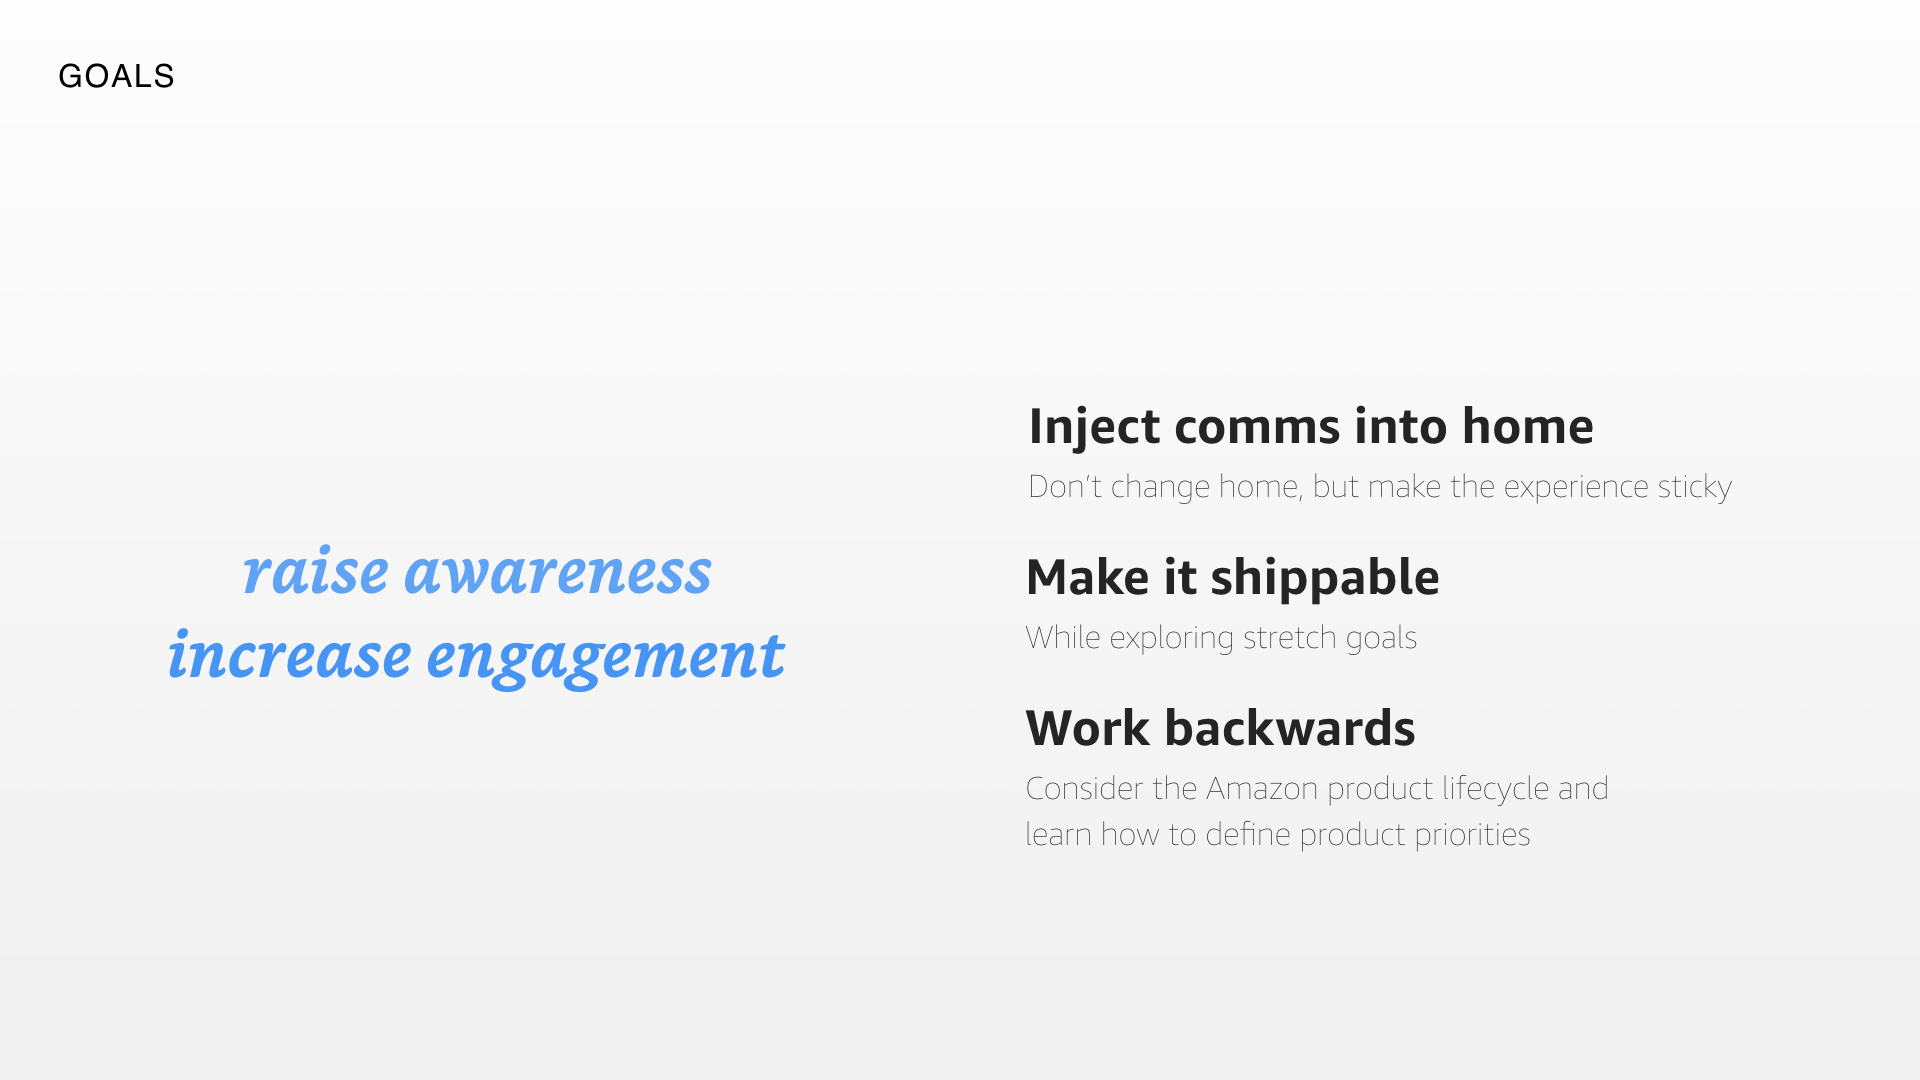 GOALS
raise awareness
increase engagement
Inject comms into home
Don’t change home, but make the experience sticky
Make it shippable
While exploring stretch goals
Work backwards
Consider the Amazon product lifecycle and
learn how to define product priorities